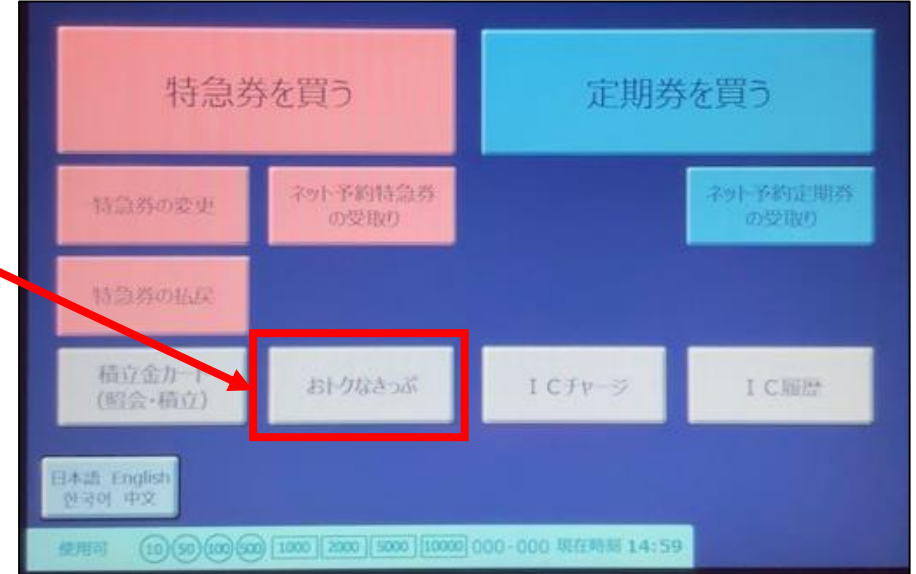 特急券を買う
定期券を買う
特急券の変更
ネット予約特急券
の受取り
ネット予約定期券
の受取り
特急券の払戻
積立金カード
(照会・積立)
おトクなきっぷ
ICチャージ
IC履歴
日本語 English
한국어 中文
使用可 10 50 100 500 1000 2000 5000 10000 000-000 現在時刻 14:59